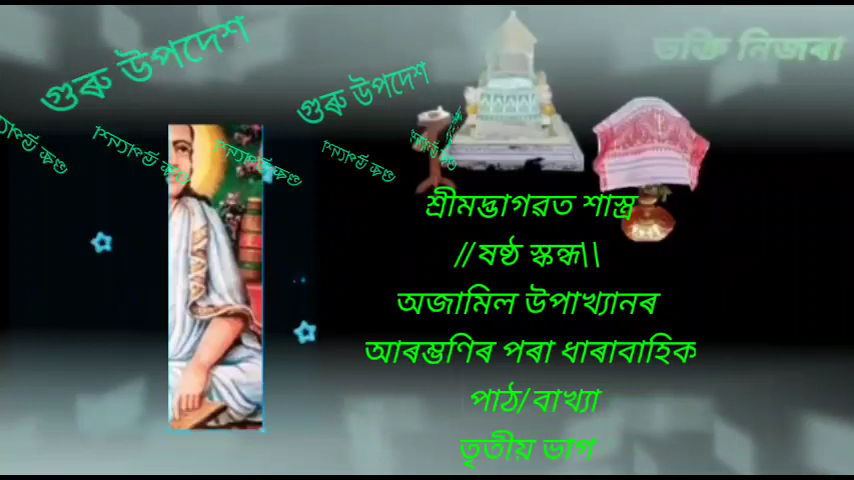 গুৰু উপদেশ
গুৰু উপদেশ
ভক্তি নিজৰা
শ্ৰীমদ্ভাগৱত শাস্ত্ৰ
//ষষ্ঠ স্কন্ধ\\
অজামিল উপাখ্যানৰ
আৰম্ভণিৰ পৰা ধাৰাবাহিক
পাঠ/বাখ্যা
তৃতীয় ভাগ